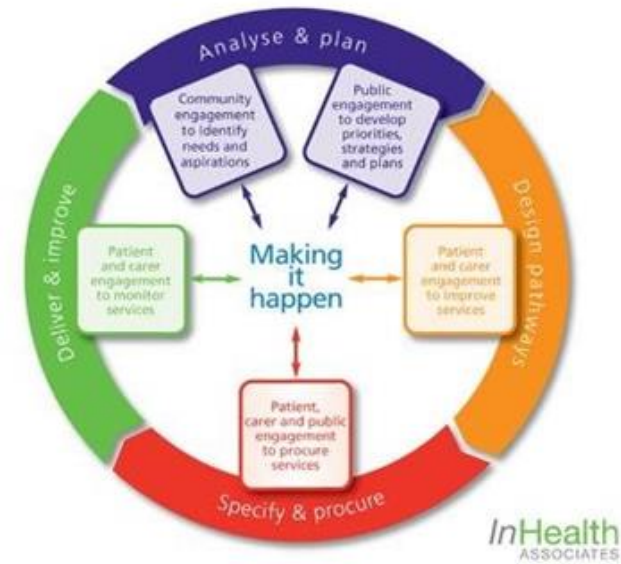 Analyse & plan
Community
engagement
to identify
needs and
aspirations
Public
engagement
to develop
priorities,
strategies
and plans
Design pathways
Patient
and carer
engagement
to improve
services
Specify & procure
Patient,
carer and public
engagement
to procure
services
Deliver & improve
Patient
and carer
engagement
to monitor
services
Making
it
happen
InHealth
ASSOCIATES